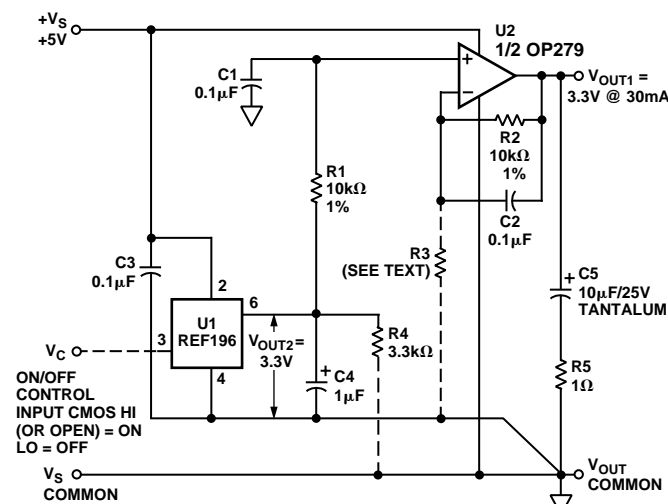 +VS
+5V
U2
1/2 OP279
C1
0.1μF
+
−
VOUT1 =
3.3V @ 30mA
R2
10kΩ
1%
R1
10kΩ
1%
C2
0.1μF
C3
0.1μF
R3
(SEE TEXT)
+
C5
10μF/25V
TANTALUM
2
U1
REF196
6
3
4
VOUT2 =
3.3V
R4
3.3kΩ
+
C4
1μF
VC
R5
1Ω
ON/OFF
CONTROL
INPUT CMOS HI
(OR OPEN) = ON
LO = OFF
VS
COMMON
VOUT
COMMON